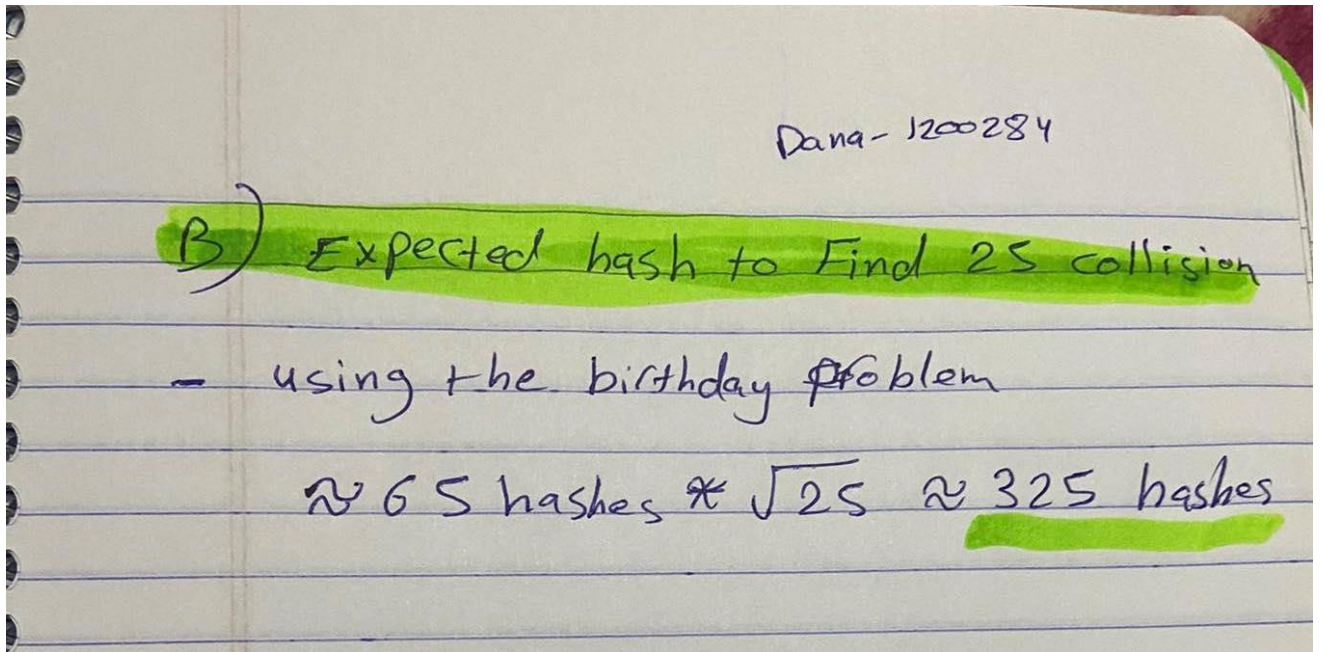 Dana - 1200284
B) Expected hash to Find 25 collision
- using the birthday problem
≈ 65 hashes * √25 ≈ 325 hashes